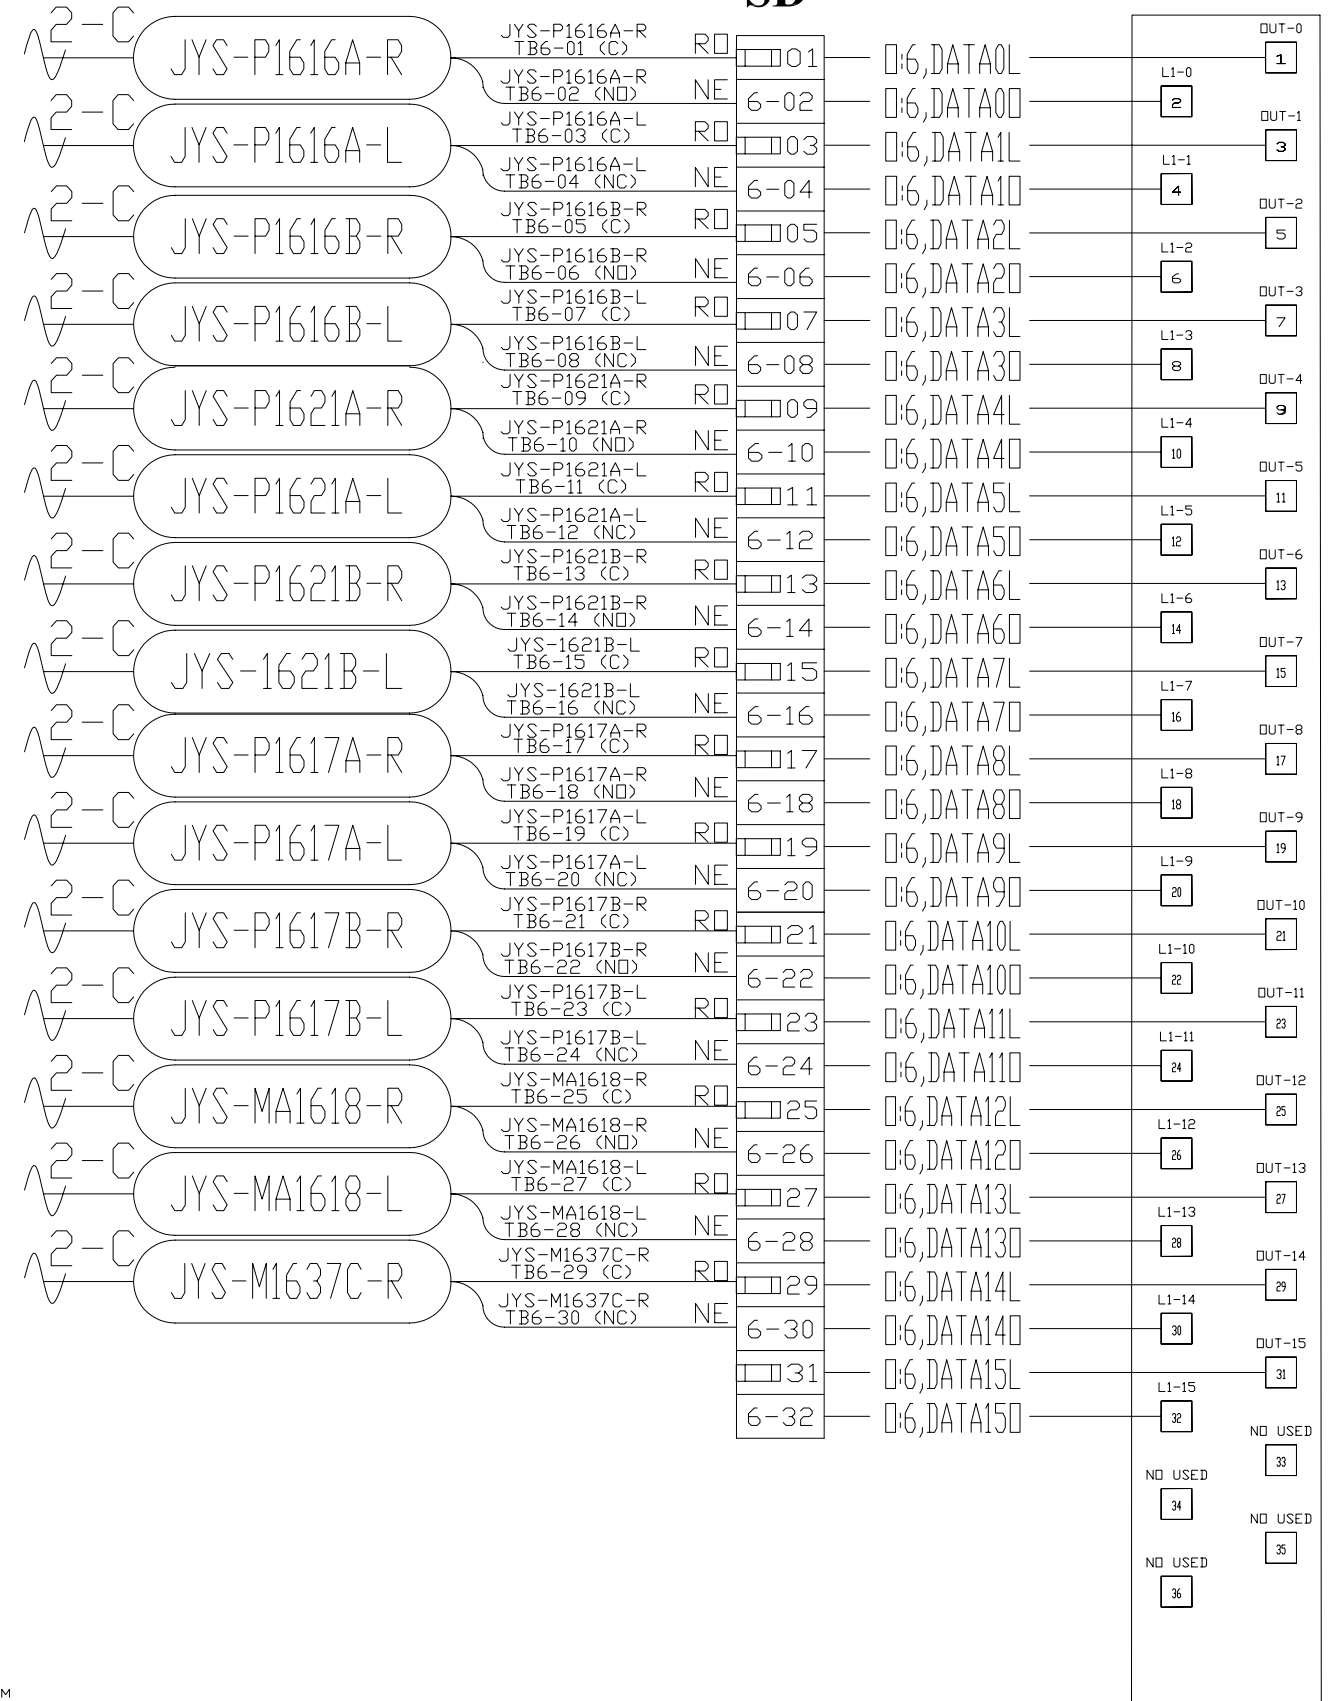 SD
2-C JYS-P1616A-R JYS-P1616A-R TB6-01 (C) RO 01 O:6,DATA0L OUT-0 1
JYS-P1616A-R TB6-02 (NO) NE 6-02 O:6,DATA0O L1-0 2
2-C JYS-P1616A-L JYS-P1616A-L TB6-03 (C) RO 03 O:6,DATA1L OUT-1 3
JYS-P1616A-L TB6-04 (NC) NE 6-04 O:6,DATA1O L1-1 4
2-C JYS-P1616B-R JYS-P1616B-R TB6-05 (C) RO 05 O:6,DATA2L OUT-2 5
JYS-P1616B-R TB6-06 (NO) NE 6-06 O:6,DATA2O L1-2 6
2-C JYS-P1616B-L JYS-P1616B-L TB6-07 (C) RO 07 O:6,DATA3L OUT-3 7
JYS-P1616B-L TB6-08 (NC) NE 6-08 O:6,DATA3O L1-3 8
2-C JYS-P1621A-R JYS-P1621A-R TB6-09 (C) RO 09 O:6,DATA4L OUT-4 9
JYS-P1621A-R TB6-10 (NO) NE 6-10 O:6,DATA4O L1-4 10
2-C JYS-P1621A-L JYS-P1621A-L TB6-11 (C) RO 11 O:6,DATA5L OUT-5 11
JYS-P1621A-L TB6-12 (NC) NE 6-12 O:6,DATA5O L1-5 12
2-C JYS-P1621B-R JYS-P1621B-R TB6-13 (C) RO 13 O:6,DATA6L OUT-6 13
JYS-P1621B-R TB6-14 (NO) NE 6-14 O:6,DATA6O L1-6 14
2-C JYS-1621B-L JYS-1621B-L TB6-15 (C) RO 15 O:6,DATA7L OUT-7 15
JYS-1621B-L TB6-16 (NC) NE 6-16 O:6,DATA7O L1-7 16
2-C JYS-P1617A-R JYS-P1617A-R TB6-17 (C) RO 17 O:6,DATA8L OUT-8 17
JYS-P1617A-R TB6-18 (NO) NE 6-18 O:6,DATA8O L1-8 18
2-C JYS-P1617A-L JYS-P1617A-L TB6-19 (C) RO 19 O:6,DATA9L OUT-9 19
JYS-P1617A-L TB6-20 (NC) NE 6-20 O:6,DATA9O L1-9 20
2-C JYS-P1617B-R JYS-P1617B-R TB6-21 (C) RO 21 O:6,DATA10L OUT-10 21
JYS-P1617B-R TB6-22 (NO) NE 6-22 O:6,DATA10O L1-10 22
2-C JYS-P1617B-L JYS-P1617B-L TB6-23 (C) RO 23 O:6,DATA11L OUT-11 23
JYS-P1617B-L TB6-24 (NC) NE 6-24 O:6,DATA11O L1-11 24
2-C JYS-MA1618-R JYS-MA1618-R TB6-25 (C) RO 25 O:6,DATA12L OUT-12 25
JYS-MA1618-R TB6-26 (NO) NE 6-26 O:6,DATA12O L1-12 26
2-C JYS-MA1618-L JYS-MA1618-L TB6-27 (C) RO 27 O:6,DATA13L OUT-13 27
JYS-MA1618-L TB6-28 (NC) NE 6-28 O:6,DATA13O L1-13 28
2-C JYS-M1637C-R JYS-M1637C-R TB6-29 (C) RO 29 O:6,DATA14L OUT-14 29
JYS-M1637C-R TB6-30 (NC) NE 6-30 O:6,DATA14O L1-14 30
31 O:6,DATA15L OUT-15 31
6-32 O:6,DATA15O L1-15 32
NO USED 33
NO USED 34
NO USED 35
NO USED 36
M